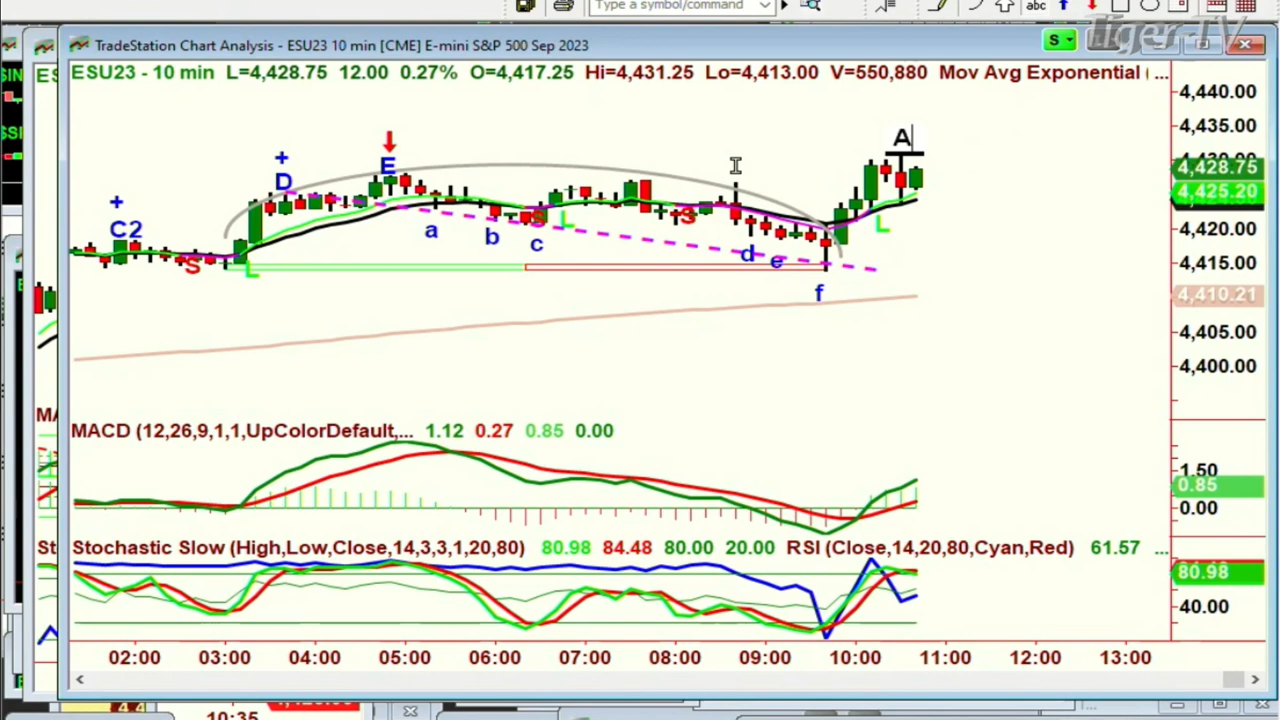 Type a symbol/command
abc
Tiger TV
TradeStation Chart Analysis - ESU23 10 min [CME] E-mini S&P 500 Sep 2023
S
ESU23 - 10 min L=4,428.75 12.00 0.27% O=4,417.25 Hi=4,431.25 Lo=4,413.00 V=550,880 Mov Avg Exponential ( ...
4,440.00
4,435.00
4,428.75
4,425.20
4,420.00
4,415.00
4,410.21
4,405.00
4,400.00
A
+
D
E
+
C2
S
L
a
b
c
S
L
S
d
e
f
L
MACD (12,26,9,1,1,UpColorDefault,... 1.12 0.27 0.85 0.00
1.50
0.85
0.00
Stochastic Slow (High,Low,Close,14,3,3,1,20,80) 80.98 84.48 80.00 20.00 RSI (Close,14,20,80,Cyan,Red) 61.57 ...
80.98
40.00
02:00 03:00 04:00 05:00 06:00 07:00 08:00 09:00 10:00 11:00 12:00 13:00
10:35